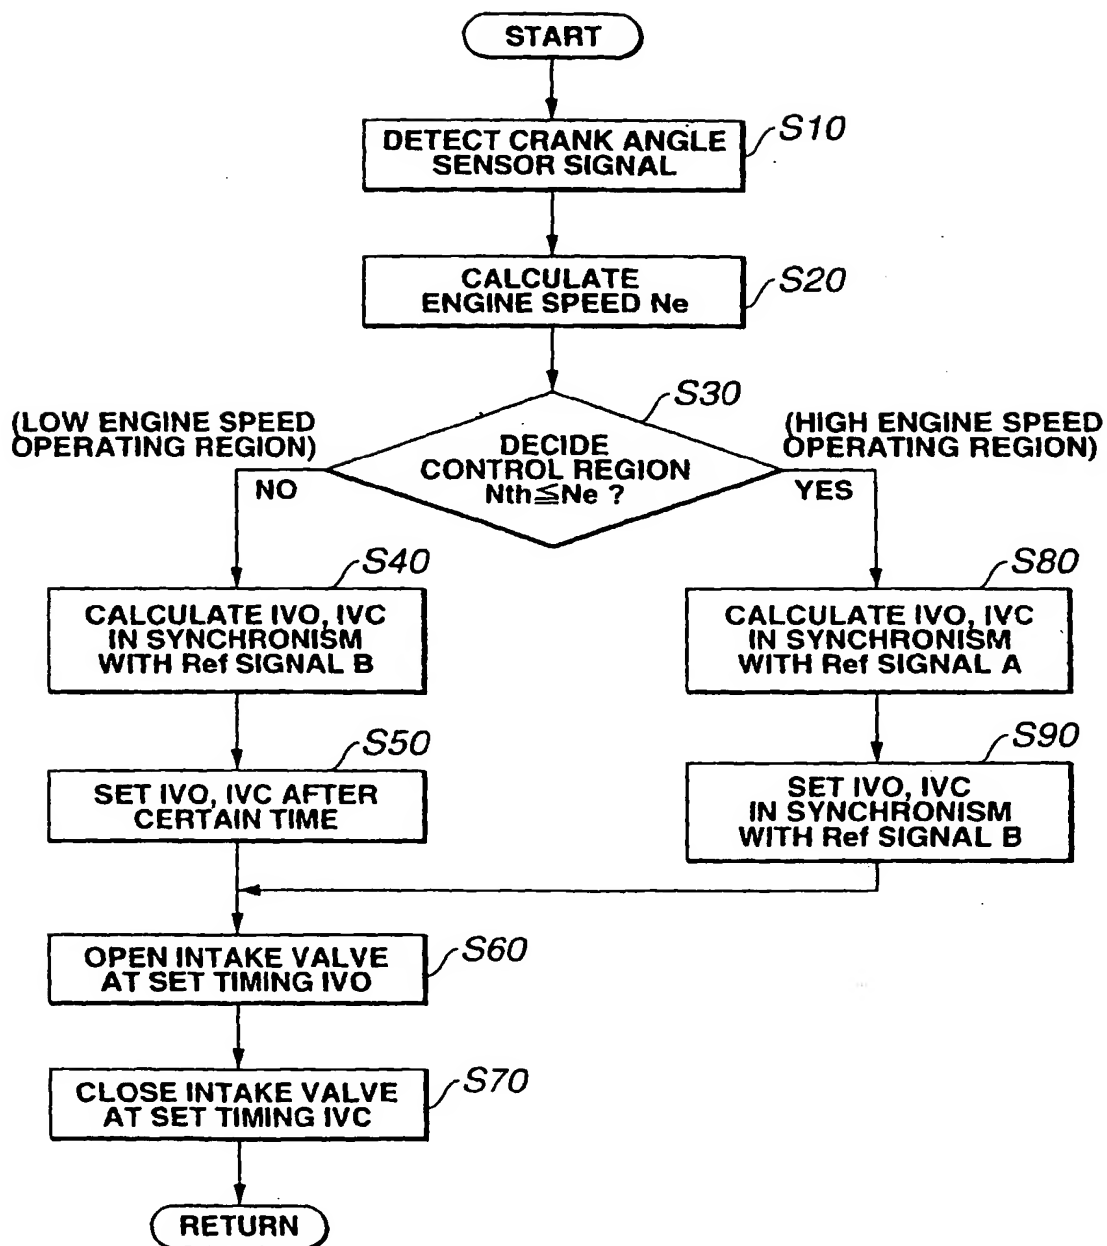 START
DETECT CRANK ANGLE
SENSOR SIGNAL
S10
CALCULATE
ENGINE SPEED Ne
S20
S30
(LOW ENGINE SPEED
OPERATING REGION)
(HIGH ENGINE SPEED
OPERATING REGION)
DECIDE
CONTROL REGION
Nth≦Ne ?
NO
YES
S40
CALCULATE IVO, IVC
IN SYNCHRONISM
WITH Ref SIGNAL B
S80
CALCULATE IVO, IVC
IN SYNCHRONISM
WITH Ref SIGNAL A
S50
SET IVO, IVC AFTER
CERTAIN TIME
S90
SET IVO, IVC
IN SYNCHRONISM
WITH Ref SIGNAL B
OPEN INTAKE VALVE
AT SET TIMING IVO
S60
CLOSE INTAKE VALVE
AT SET TIMING IVC
S70
RETURN